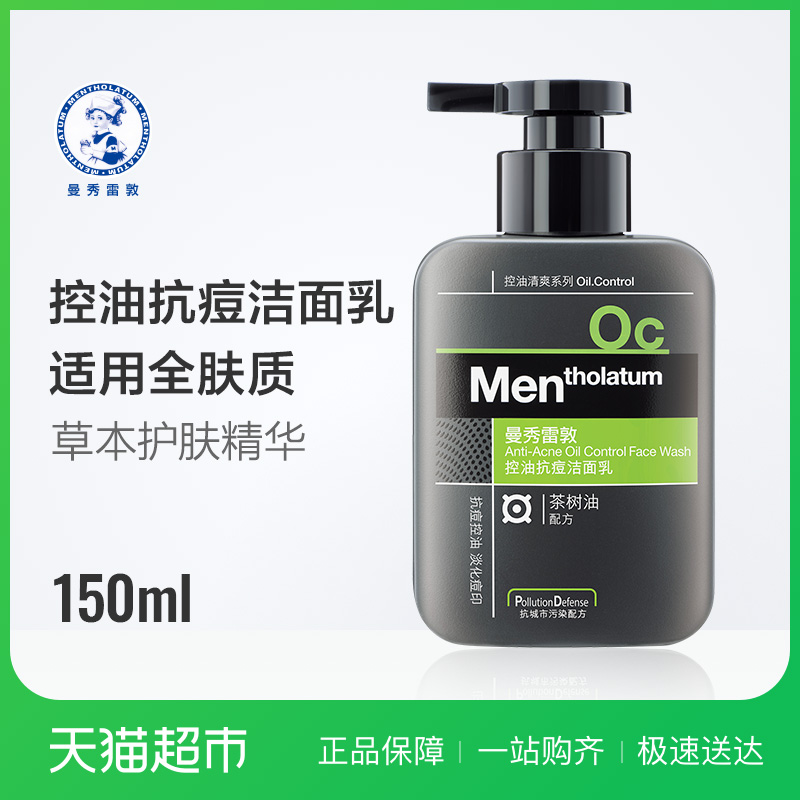 MENTHOLATUM · MENTHOLATUM · MENTHOLATUM
曼秀雷敦
控油抗痘洁面乳
适用全肤质
草本护肤精华
150ml
控油清爽系列 Oil.Control
Oc
Mentholatum
曼秀雷敦
Anti-Acne Oil Control Face Wash
控油抗痘洁面乳
茶树油
配方
抗痘控油 淡化痘印
PollutionDefense
抗城市污染配方
天猫超市
正品保障 | 一站购齐 | 极速送达